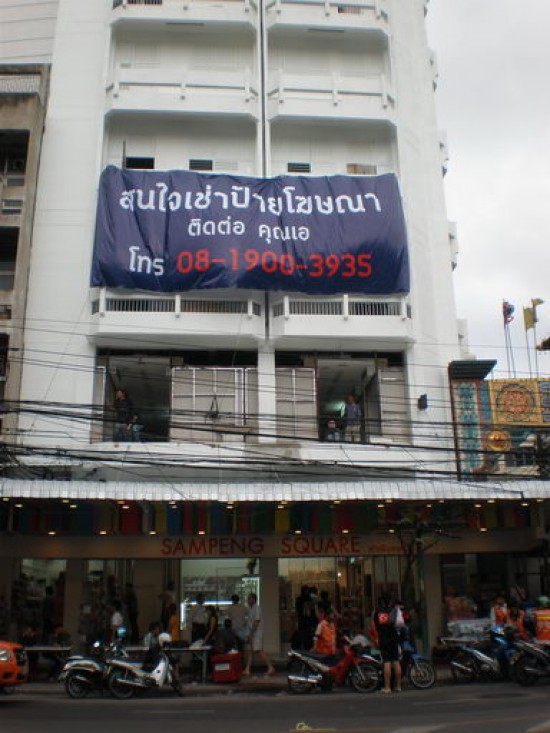 สนใจเช่าป้ายโฆษณา
ติดต่อ คุณเอ
โทร 08-1900-3935
SAMPENG SQUARE